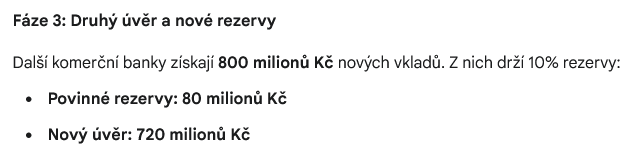 Fáze 3: Druhý úvěr a nové rezervy
Další komerční banky získají 800 milionů Kč nových vkladů. Z nich drží 10% rezervy:
• Povinné rezervy: 80 milionů Kč
• Nový úvěr: 720 milionů Kč